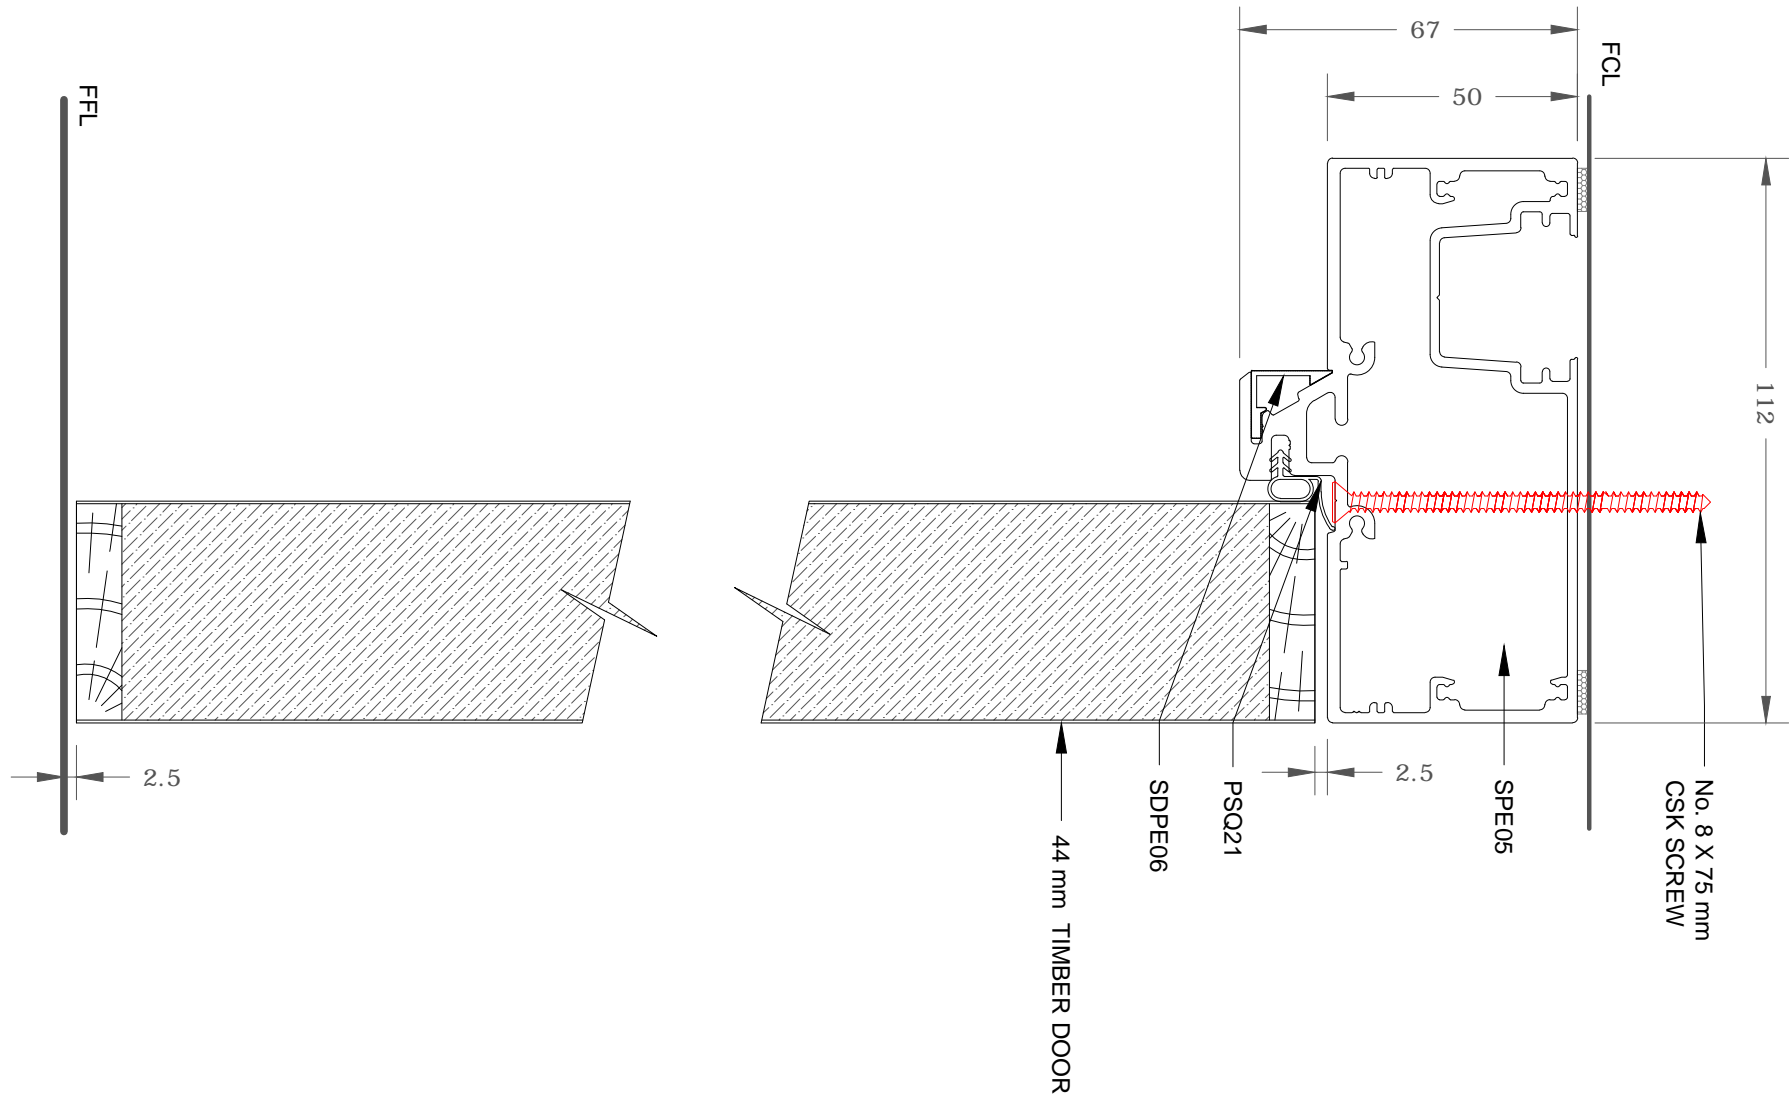 67
50
FCL
FFL
112
2.5
2.5
SPE05
PSQ21
SDPE06
No. 8 X 75 mm
CSK SCREW
44 mm TIMBER DOOR